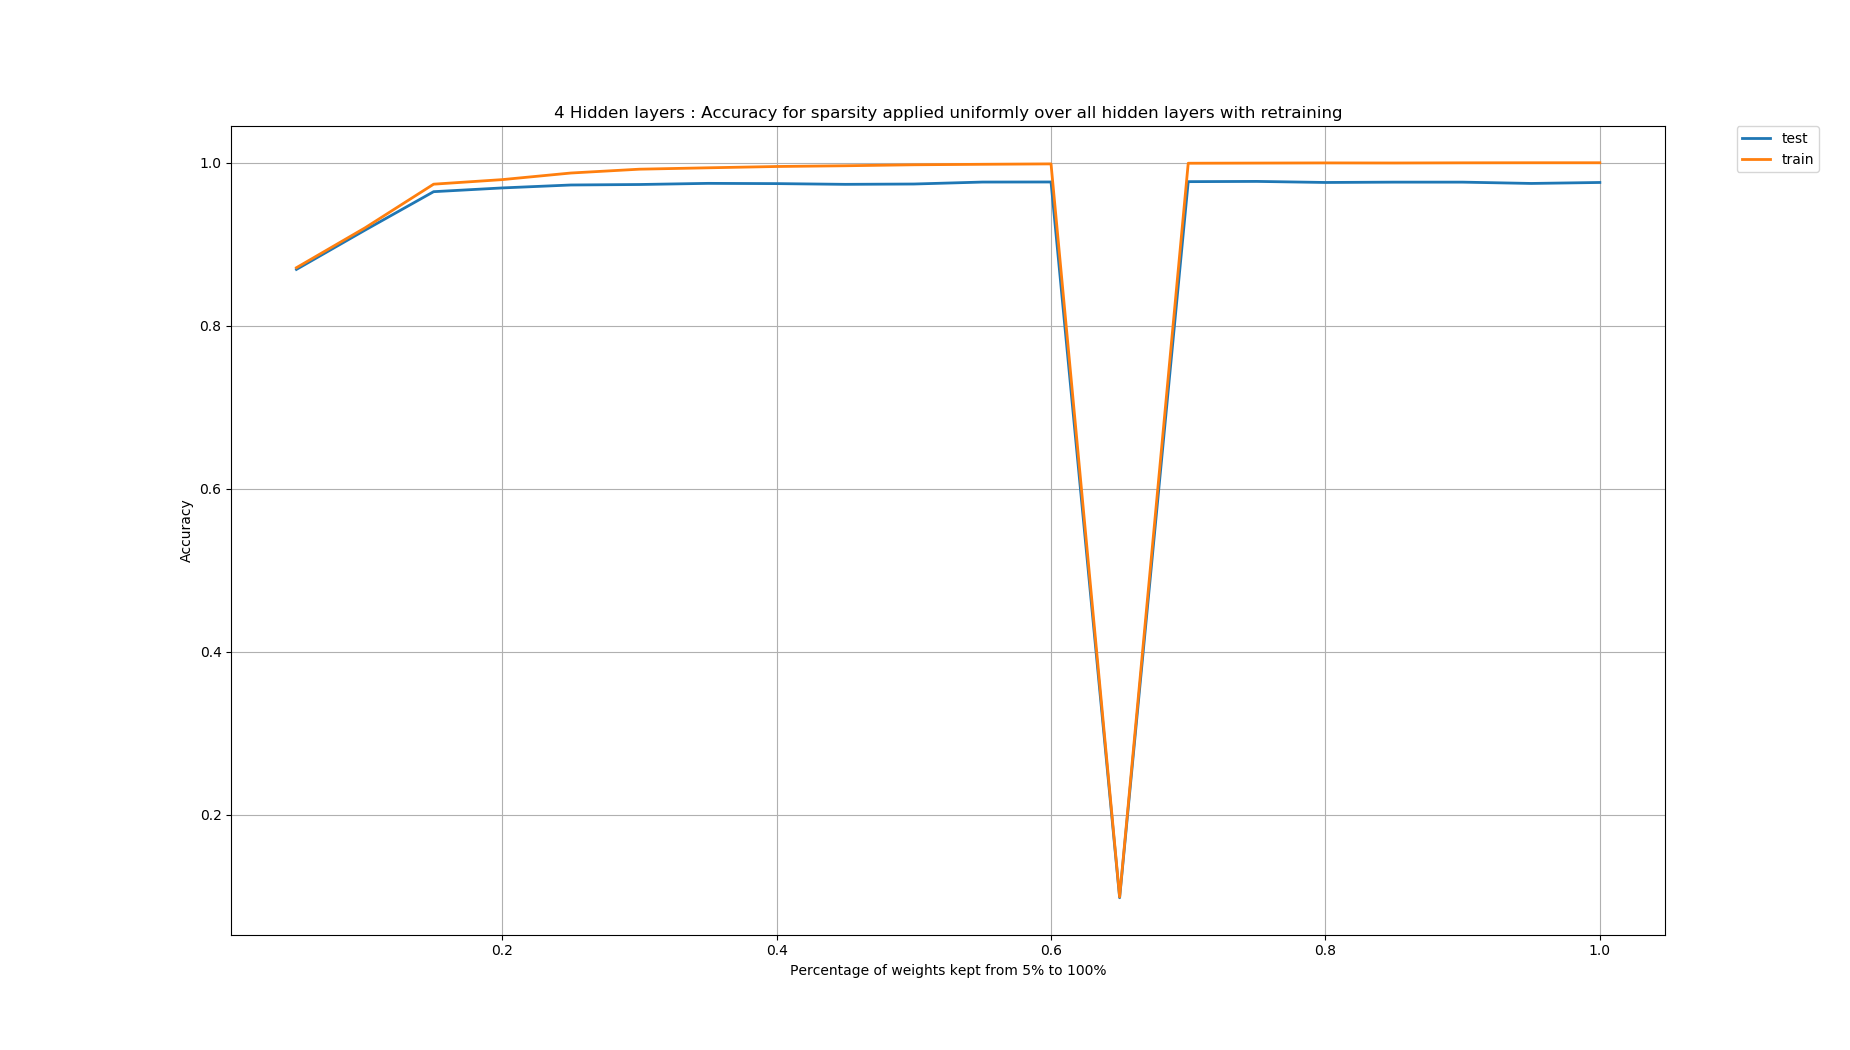 4 Hidden layers : Accuracy for sparsity applied uniformly over all hidden layers with retraining
test
train
1.0
0.8
0.6
0.4
0.2
Accuracy
0.2
0.4
0.6
0.8
1.0
Percentage of weights kept from 5% to 100%